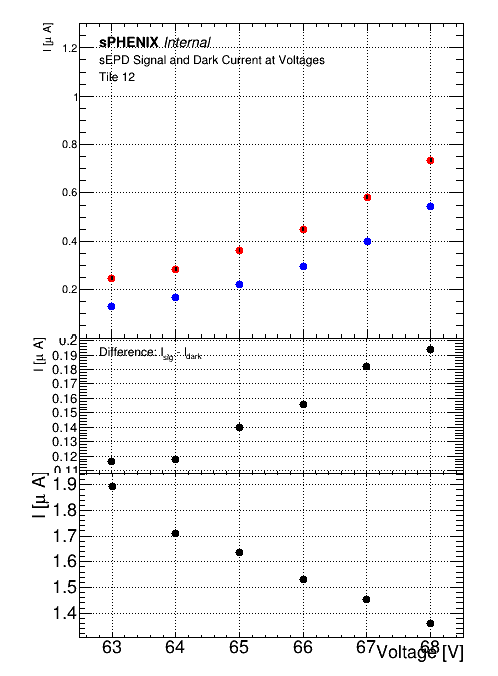 I [μ A]
1.2
sPHENIX Internal
sEPD Signal and Dark Current at Voltages
Tile 12
1
0.8
0.6
0.4
0.2
I [μ A]
0.2
Difference: Isig - Idark
0.19
0.18
0.17
0.16
0.15
0.14
0.13
0.12
0.11
I [μ A]
1.9
1.8
1.7
1.6
1.5
1.4
63 64 65 66 67 68
Voltage [V]